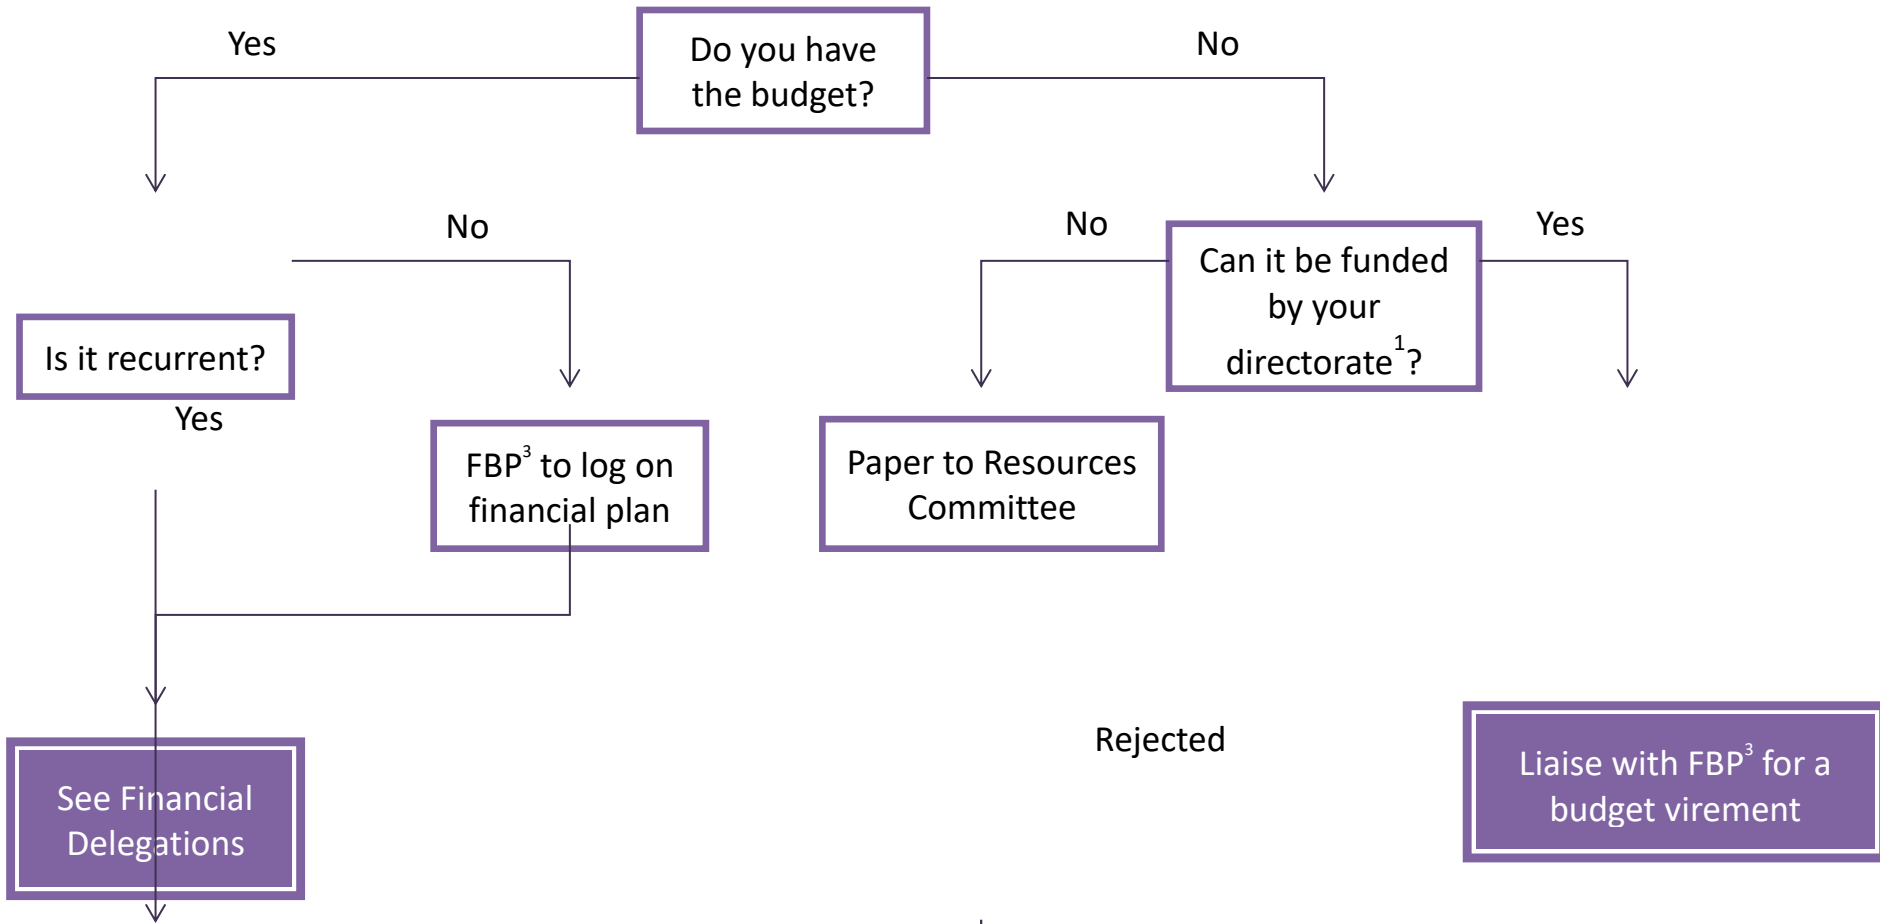 Yes
Do you have
the budget?
No
No
No
Can it be funded
by your
directorate¹?
Yes
Is it recurrent?
Yes
FBP³ to log on
financial plan
Paper to Resources
Committee
Rejected
See Financial
Delegations
Liaise with FBP³ for a
budget virement